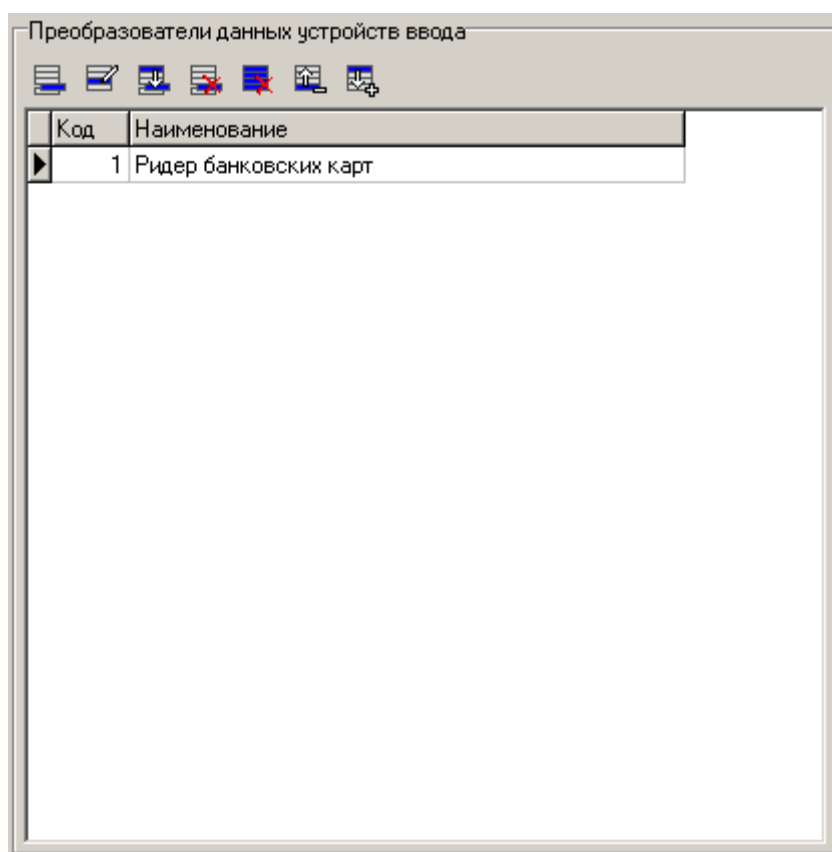 Преобразователи данных устройств ввода
Код Наименование
1 Ридер банковских карт